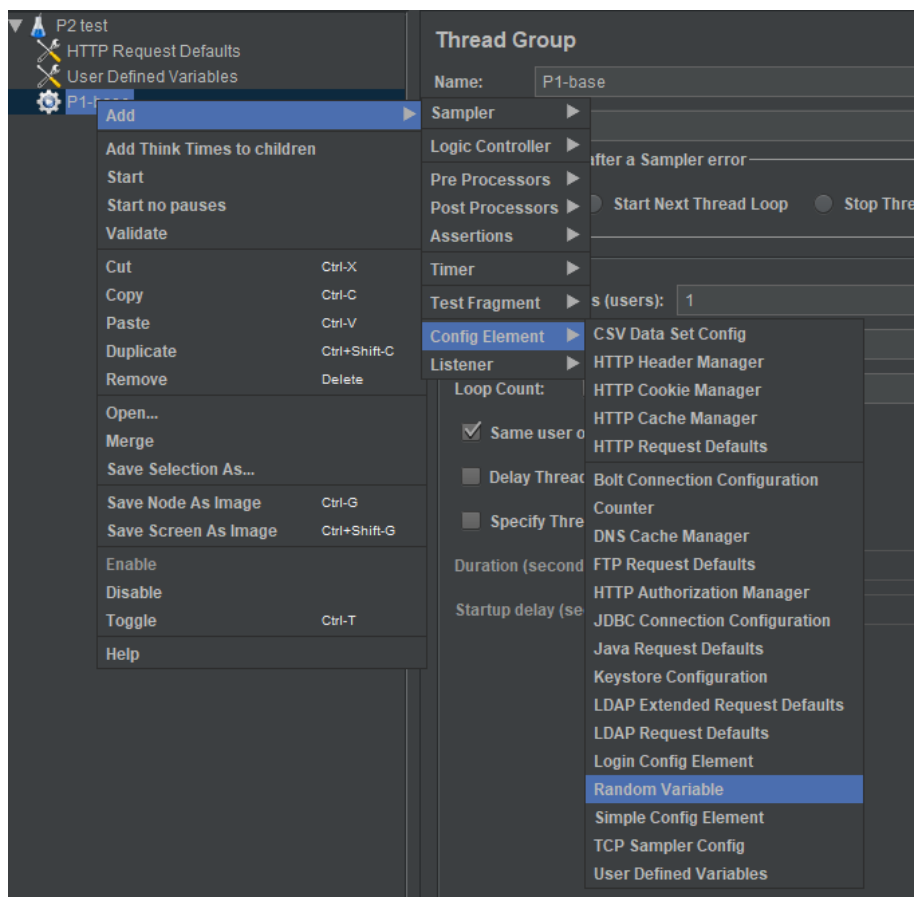 P2 test
HTTP Request Defaults
User Defined Variables
P1-base
Add
Add Think Times to children
Start
Start no pauses
Validate
Cut Ctrl-X
Copy Ctrl-C
Paste Ctrl-V
Duplicate Ctrl+Shift-C
Remove Delete
Open...
Merge
Save Selection As...
Save Node As Image Ctrl-G
Save Screen As Image Ctrl+Shift-G
Enable
Disable
Toggle Ctrl-T
Help
Thread Group
Name: P1-base
Sampler
Logic Controller
Pre Processors
Post Processors
Assertions
Timer
Test Fragment
Config Element
Listener
after a Sampler error
Start Next Thread Loop Stop Thre
s (users): 1
Loop Count:
Same user o
Delay Threa
Specify Thre
Duration (second
Startup delay (se
CSV Data Set Config
HTTP Header Manager
HTTP Cookie Manager
HTTP Cache Manager
HTTP Request Defaults
Bolt Connection Configuration
Counter
DNS Cache Manager
FTP Request Defaults
HTTP Authorization Manager
JDBC Connection Configuration
Java Request Defaults
Keystore Configuration
LDAP Extended Request Defaults
LDAP Request Defaults
Login Config Element
Random Variable
Simple Config Element
TCP Sampler Config
User Defined Variables